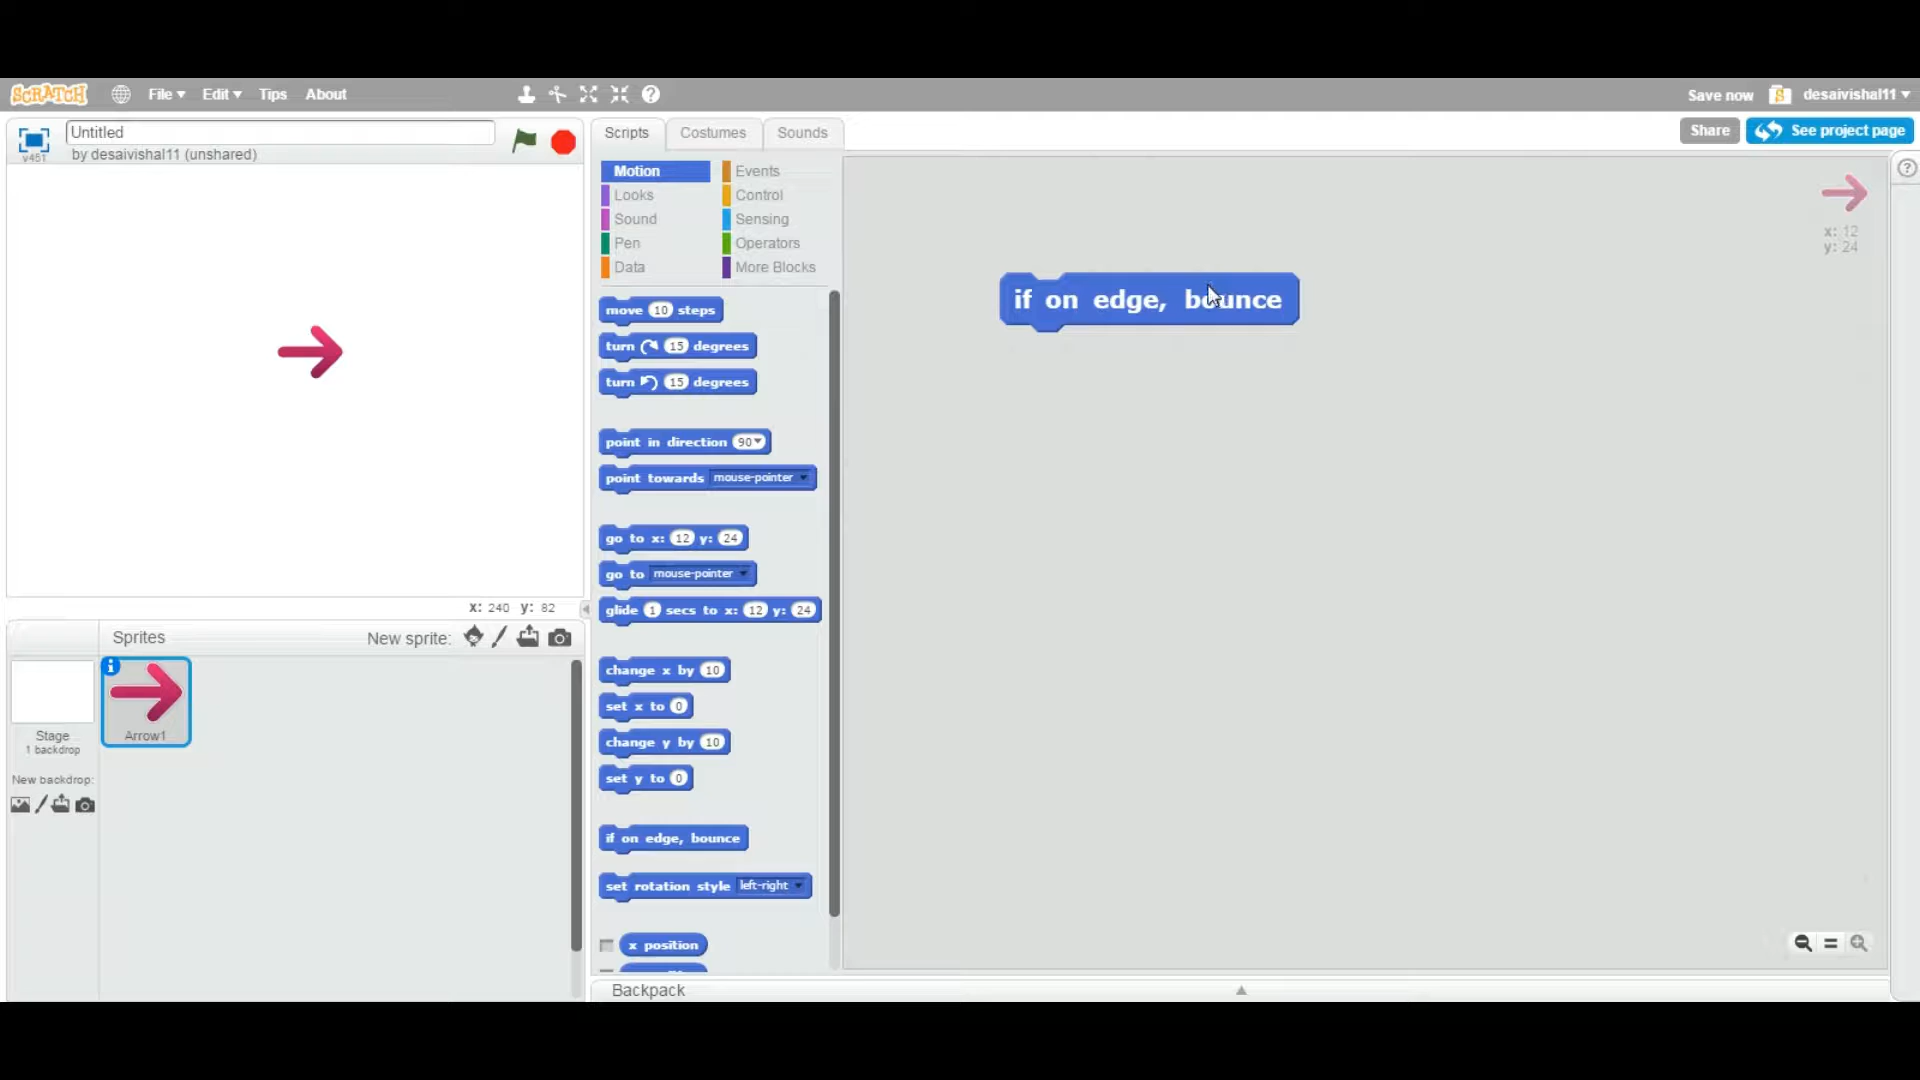 SCRATCH File Edit Tips About Save now desaivishal11
Untitled
v451 by desaivishal11 (unshared)
Scripts Costumes Sounds
Share See project page
Motion Events
Looks Control
Sound Sensing
Pen Operators
Data More Blocks
x: 12
y: 24
if on edge, bounce
move 10 steps
turn 15 degrees
turn 15 degrees
point in direction 90
point towards mouse-pointer
go to x: 12 y: 24
go to mouse-pointer
glide 1 secs to x: 12 y: 24
change x by 10
set x to 0
change y by 10
set y to 0
if on edge, bounce
set rotation style left-right
x position
x: 240 y: 82
Sprites New sprite:
Stage
1 backdrop
Arrow1
New backdrop:
Backpack